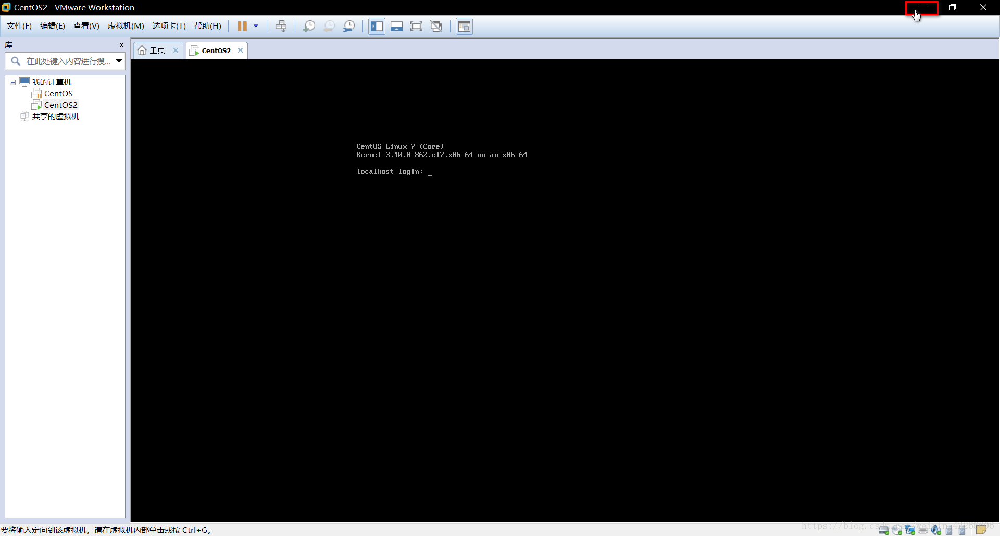 CentOS2 - VMware Workstation
文件(F) 编辑(E) 查看(V) 虚拟机(M) 选项卡(T) 帮助(H)
库
在此处键入内容进行搜...
我的计算机
CentOS
CentOS2
共享的虚拟机
主页
CentOS2
CentOS Linux 7 (Core)
Kernel 3.10.0-862.el7.x86_64 on an x86_64
localhost login: _
要将输入定向到该虚拟机，请在虚拟机内部单击或按 Ctrl+G。